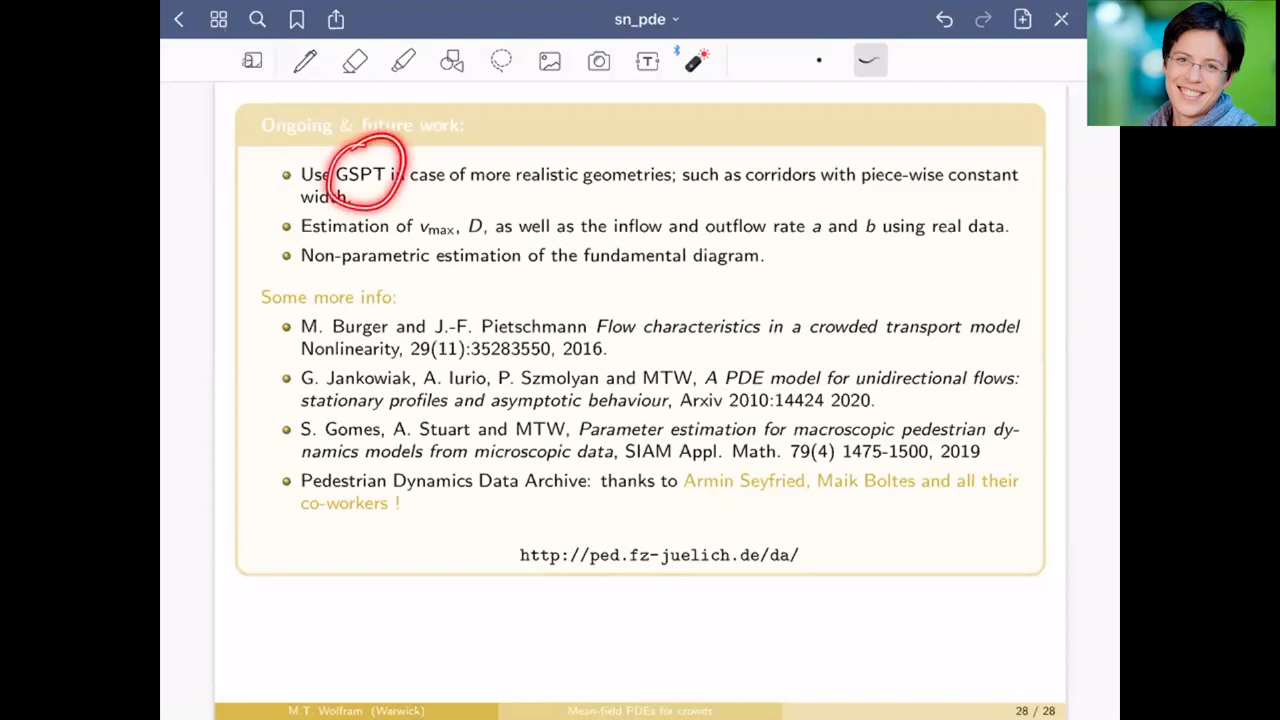 sn_pde
Ongoing & future work:
Use GSPT in case of more realistic geometries; such as corridors with piece-wise constant
width.
Estimation of vmax, D, as well as the inflow and outflow rate a and b using real data.
Non-parametric estimation of the fundamental diagram.
Some more info:
M. Burger and J.-F. Pietschmann Flow characteristics in a crowded transport model
Nonlinearity, 29(11):35283550, 2016.
G. Jankowiak, A. Iurio, P. Szmolyan and MTW, A PDE model for unidirectional flows:
stationary profiles and asymptotic behaviour, Arxiv 2010:14424 2020.
S. Gomes, A. Stuart and MTW, Parameter estimation for macroscopic pedestrian dy-
namics models from microscopic data, SIAM Appl. Math. 79(4) 1475-1500, 2019
Pedestrian Dynamics Data Archive: thanks to Armin Seyfried, Maik Boltes and all their
co-workers !
http://ped.fz-juelich.de/da/
M.T. Wolfram (Warwick) Mean-field PDEs for crowds 28 / 28